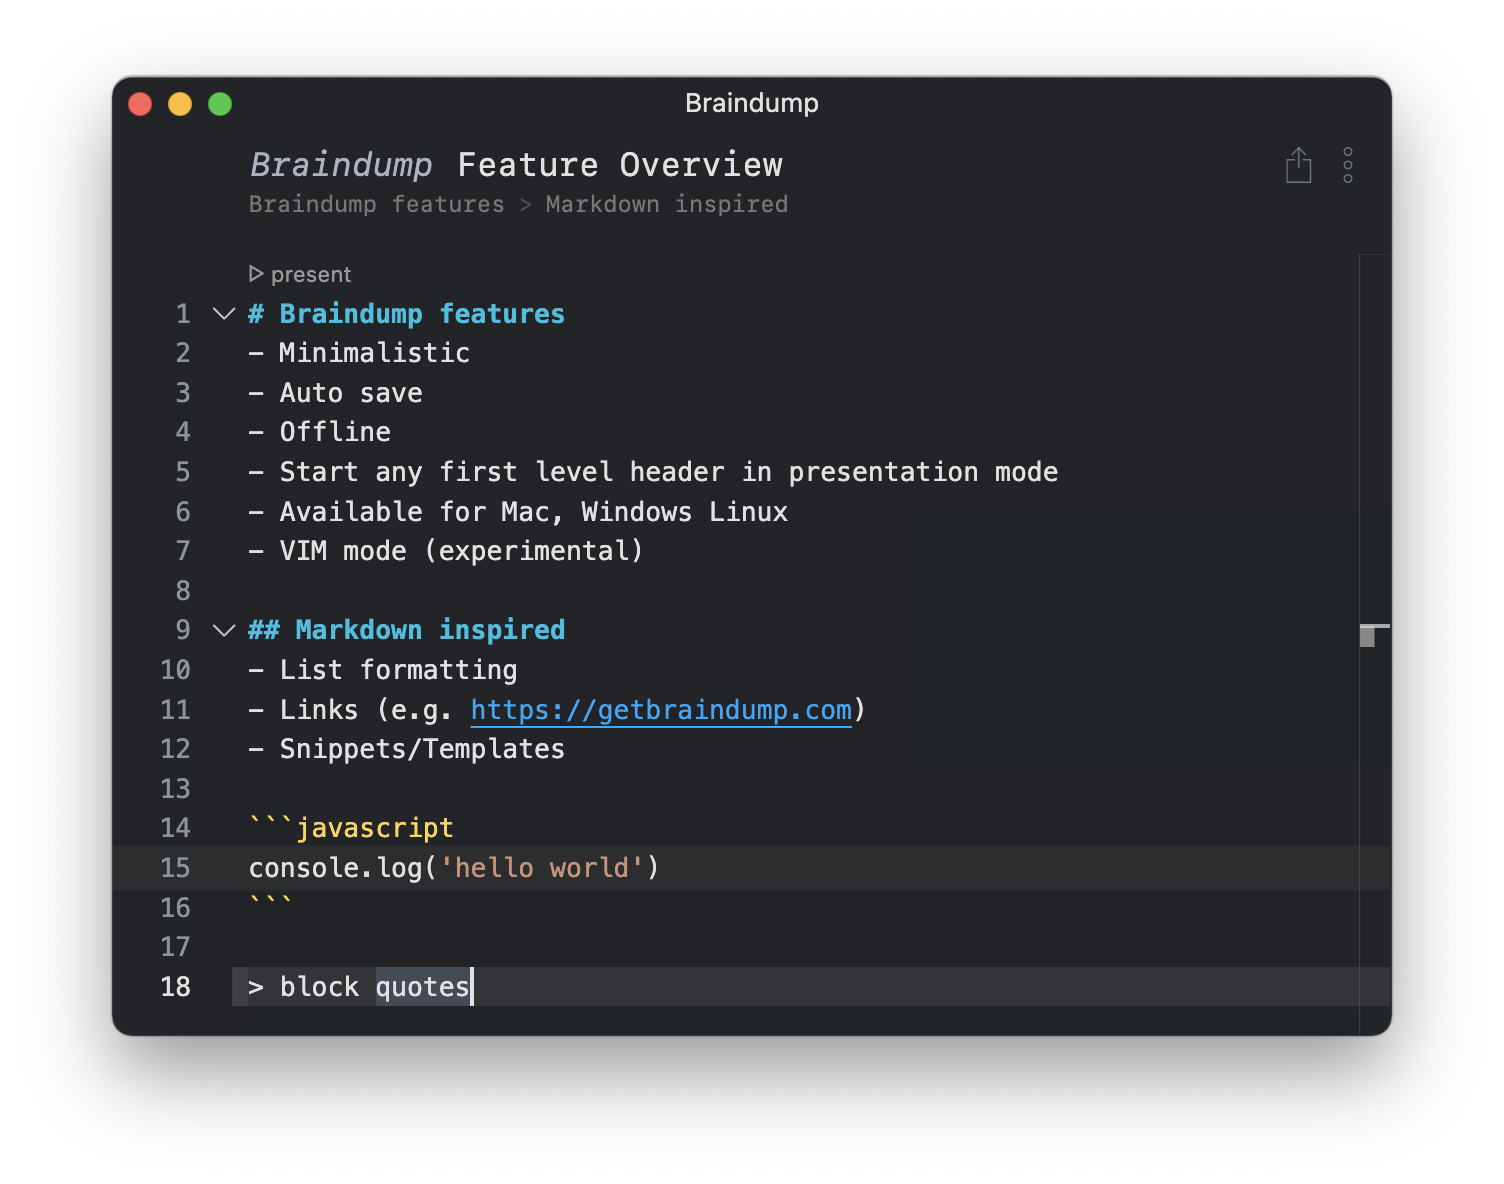 Braindump
Braindump Feature Overview
Braindump features > Markdown inspired
present
1 # Braindump features
2 - Minimalistic
3 - Auto save
4 - Offline
5 - Start any first level header in presentation mode
6 - Available for Mac, Windows Linux
7 - VIM mode (experimental)
8
9 ## Markdown inspired
10 - List formatting
11 - Links (e.g. https://getbraindump.com)
12 - Snippets/Templates
13
14 ```javascript
15 console.log('hello world')
16 ```
17
18 > block quotes